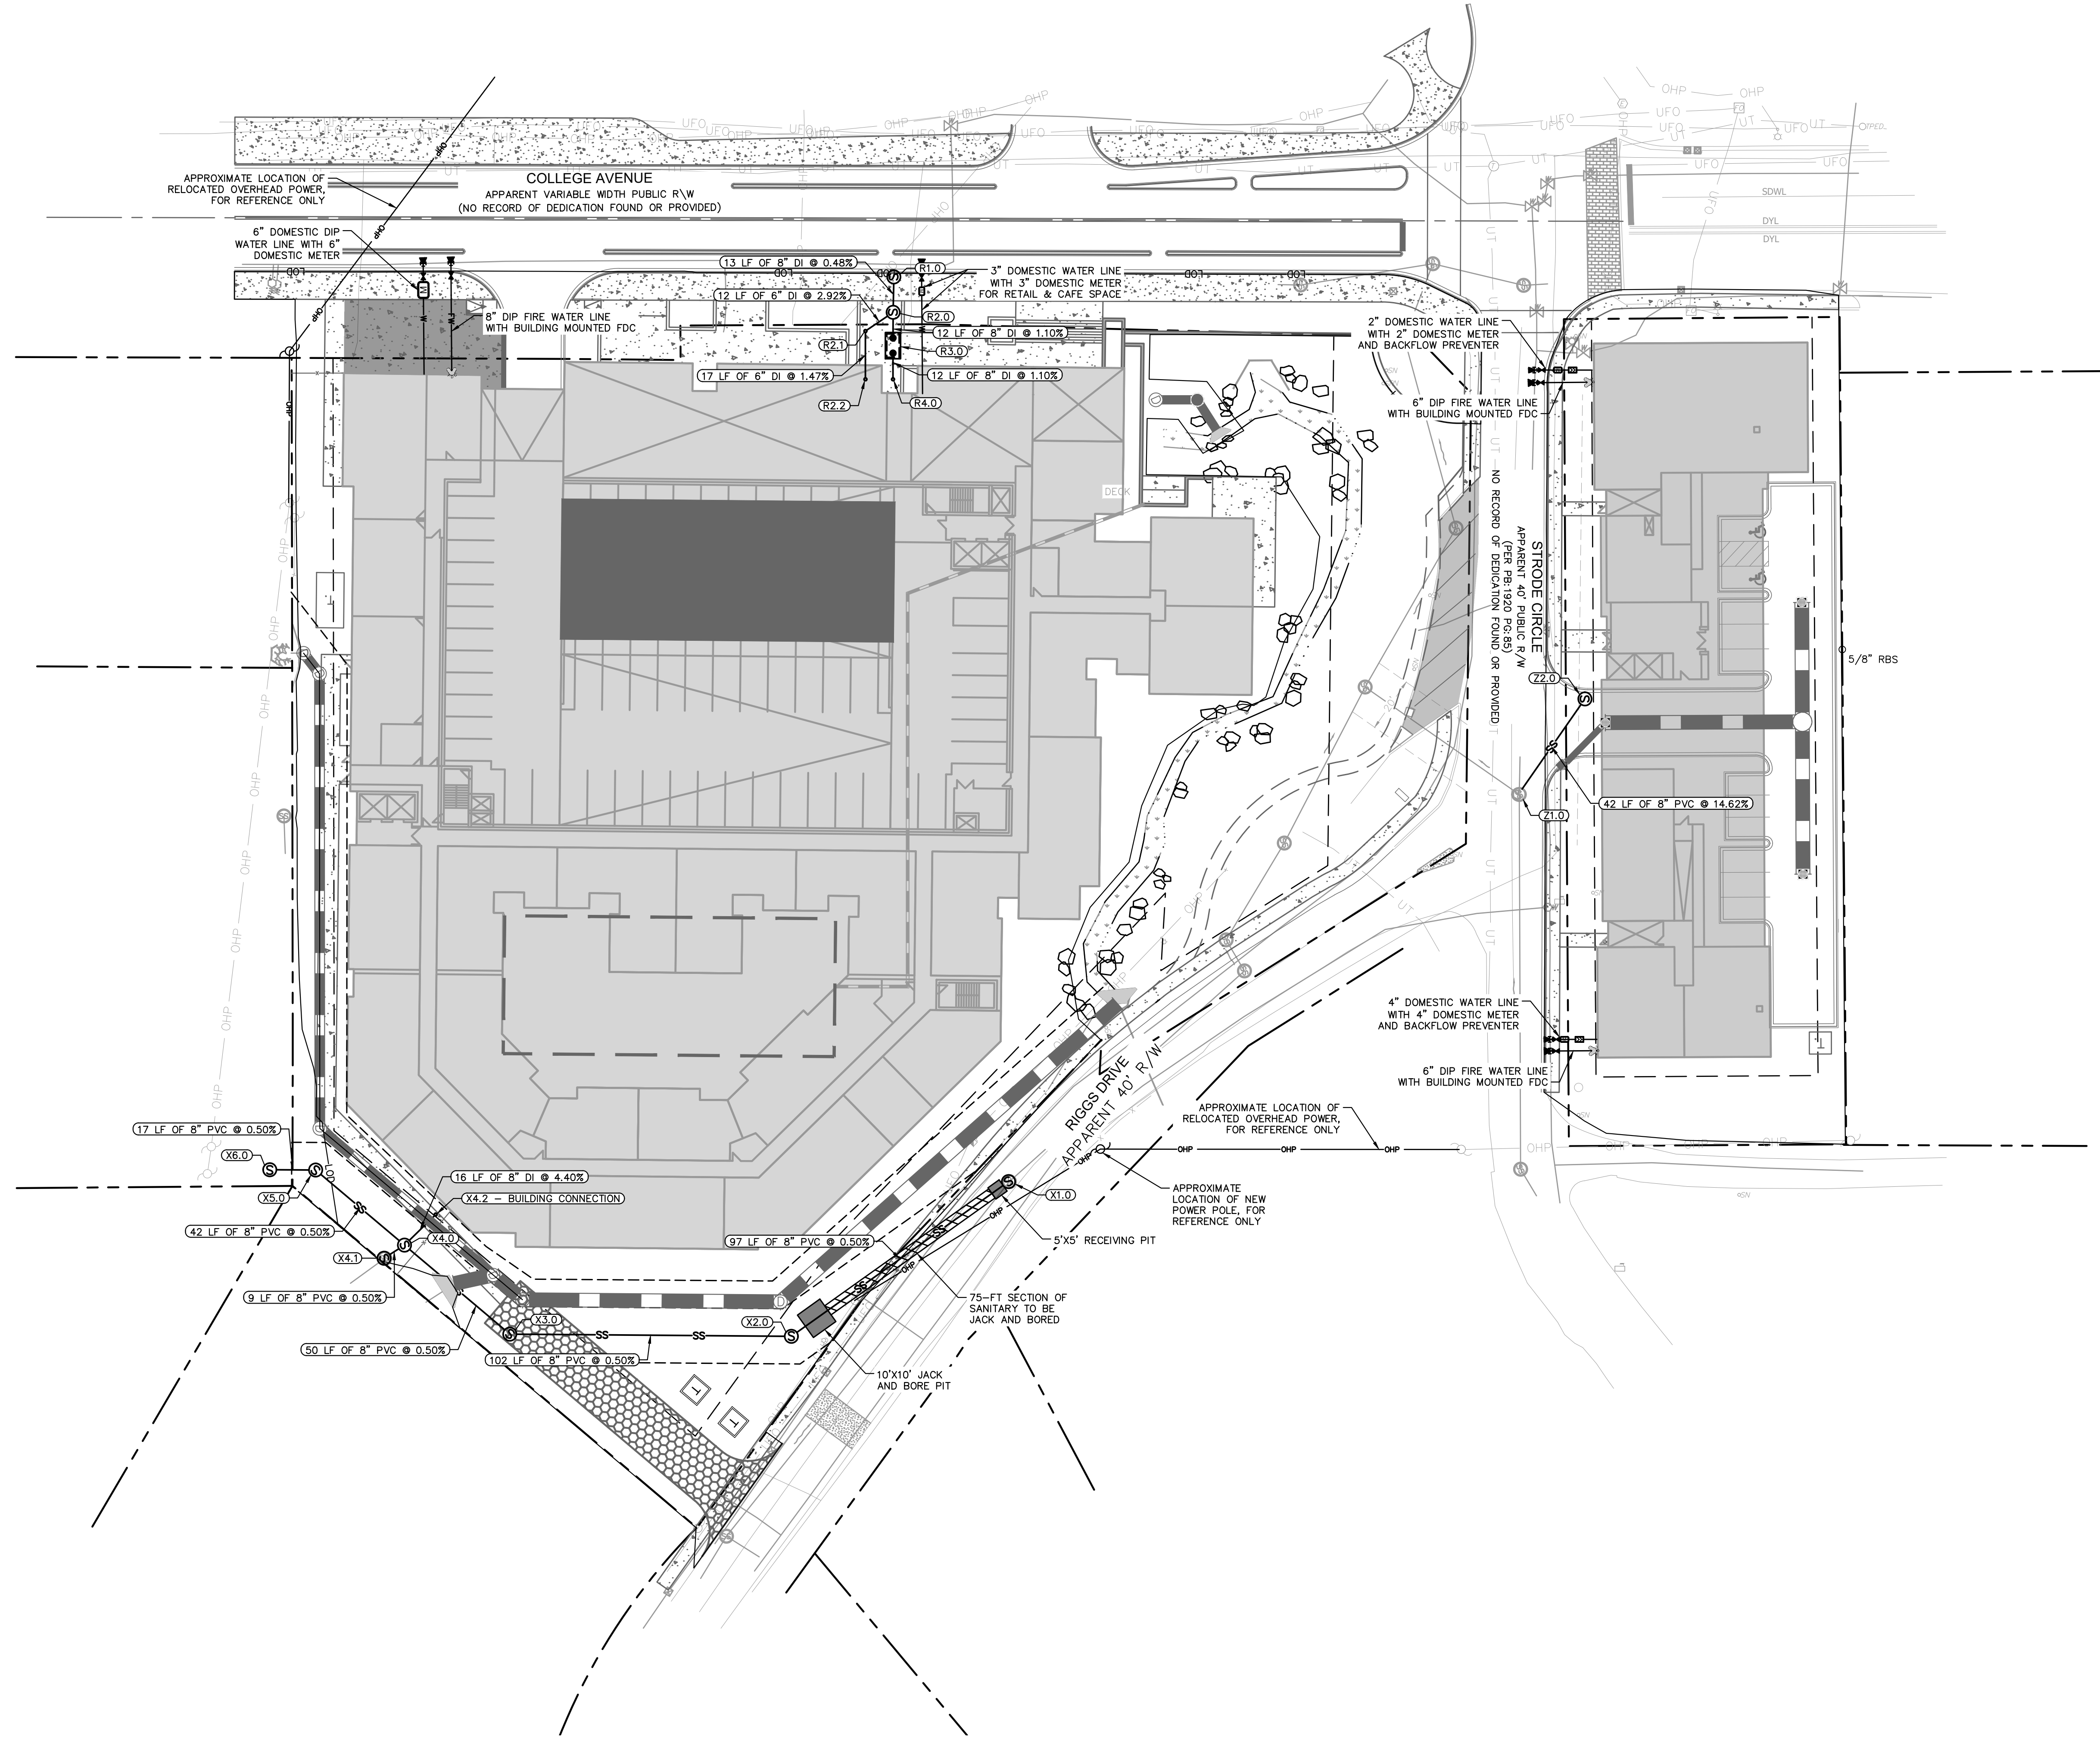 COLLEGE AVENUE
APPARENT VARIABLE WIDTH PUBLIC R\W
(NO RECORD OF DEDICATION FOUND OR PROVIDED)
APPROXIMATE LOCATION OF
RELOCATED OVERHEAD POWER,
FOR REFERENCE ONLY
6" DOMESTIC DIP
WATER LINE WITH 6"
DOMESTIC METER
8" DIP FIRE WATER LINE
WITH BUILDING MOUNTED FDC
13 LF OF 8" DI @ 0.48%
R1.0
12 LF OF 6" DI @ 2.92%
R2.0
3" DOMESTIC WATER LINE
WITH 3" DOMESTIC METER
FOR RETAIL & CAFE SPACE
12 LF OF 8" DI @ 1.10%
R2.1
R3.0
17 LF OF 6" DI @ 1.47%
12 LF OF 8" DI @ 1.10%
R2.2
R4.0
SDWL
DYL
DYL
2" DOMESTIC WATER LINE
WITH 2" DOMESTIC METER
AND BACKFLOW PREVENTER
6" DIP FIRE WATER LINE
WITH BUILDING MOUNTED FDC
DECK
STRODE CIRCLE
APPARENT 40' PUBLIC R/W
(PER PB:1920 PG:85)
NO RECORD OF DEDICATION FOUND OR PROVIDED
5/8" RBS
Z2.0
42 LF OF 8" PVC @ 14.62%
Z1.0
4" DOMESTIC WATER LINE
WITH 4" DOMESTIC METER
AND BACKFLOW PREVENTER
6" DIP FIRE WATER LINE
WITH BUILDING MOUNTED FDC
RIGGS DRIVE
APPARENT 40' R/W
APPROXIMATE LOCATION OF
RELOCATED OVERHEAD POWER,
FOR REFERENCE ONLY
OHP OHP OHP
17 LF OF 8" PVC @ 0.50%
X6.0
X5.0
16 LF OF 8" DI @ 4.40%
X4.2 - BUILDING CONNECTION
42 LF OF 8" PVC @ 0.50%
X4.0
X4.1
9 LF OF 8" PVC @ 0.50%
X1.0
APPROXIMATE
LOCATION OF NEW
POWER POLE, FOR
REFERENCE ONLY
5'X5' RECEIVING PIT
97 LF OF 8" PVC @ 0.50%
75-FT SECTION OF
SANITARY TO BE
JACK AND BORED
X3.0
X2.0
SS SS
50 LF OF 8" PVC @ 0.50%
102 LF OF 8" PVC @ 0.50%
10'X10' JACK
AND BORE PIT